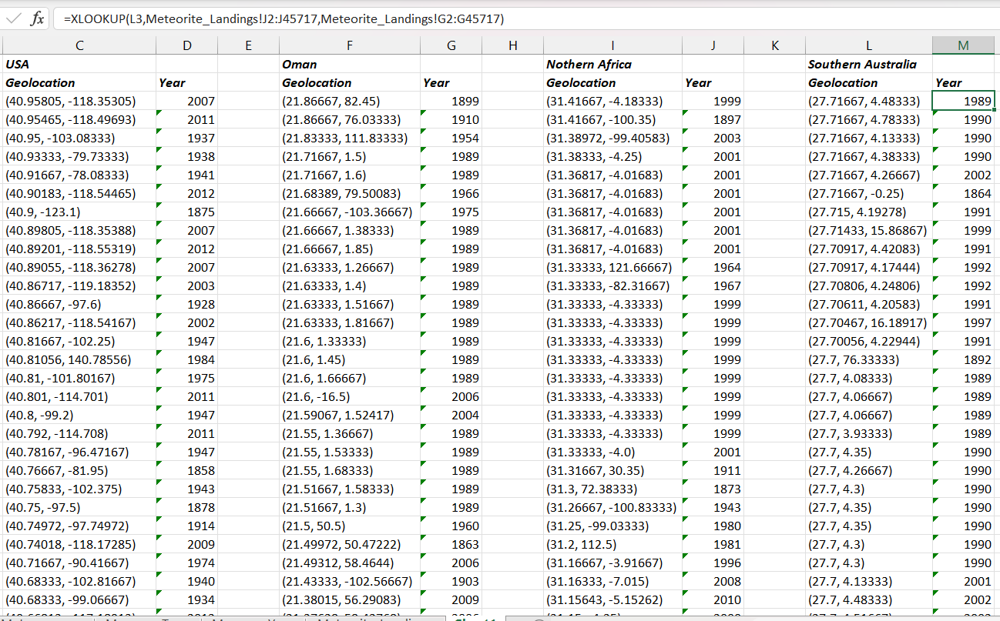 fx =XLOOKUP(L3,Meteorite_Landings!J2:J45717,Meteorite_Landings!G2:G45717)
C D E F G H I J K L M
USA Oman Nothern Africa Southern Australia
Geolocation Year Geolocation Year Geolocation Year Geolocation Year
(40.95805, -118.35305) 2007 (21.86667, 82.45) 1899 (31.41667, -4.18333) 1999 (27.71667, 4.48333) 1989
(40.95465, -118.49693) 2011 (21.86667, 76.03333) 1910 (31.41667, -100.35) 1897 (27.71667, 4.78333) 1990
(40.95, -103.08333) 1937 (21.83333, 111.83333) 1954 (31.38972, -99.40583) 2003 (27.71667, 4.13333) 1990
(40.93333, -79.73333) 1938 (21.71667, 1.5) 1989 (31.38333, -4.25) 2001 (27.71667, 4.38333) 1990
(40.91667, -78.08333) 1941 (21.71667, 1.6) 1989 (31.36817, -4.01683) 2001 (27.71667, 4.26667) 2002
(40.90183, -118.54465) 2012 (21.68389, 79.50083) 1966 (31.36817, -4.01683) 2001 (27.71667, -0.25) 1864
(40.9, -123.1) 1875 (21.66667, -103.36667) 1975 (31.36817, -4.01683) 2001 (27.715, 4.19278) 1991
(40.89805, -118.35388) 2007 (21.66667, 1.38333) 1989 (31.36817, -4.01683) 2001 (27.71433, 15.86867) 1999
(40.89201, -118.55319) 2012 (21.66667, 1.85) 1989 (31.36817, -4.01683) 2001 (27.70917, 4.42083) 1991
(40.89055, -118.36278) 2007 (21.63333, 1.26667) 1989 (31.33333, 121.66667) 1964 (27.70917, 4.17444) 1992
(40.86717, -119.18352) 2003 (21.63333, 1.4) 1989 (31.33333, -82.31667) 1967 (27.70806, 4.24806) 1992
(40.86667, -97.6) 1928 (21.63333, 1.51667) 1989 (31.33333, -4.33333) 1999 (27.70611, 4.20583) 1991
(40.86217, -118.54167) 2002 (21.63333, 1.81667) 1989 (31.33333, -4.33333) 1999 (27.70467, 16.18917) 1997
(40.81667, -102.25) 1947 (21.6, 1.33333) 1989 (31.33333, -4.33333) 1999 (27.70056, 4.22944) 1991
(40.81056, 140.78556) 1984 (21.6, 1.45) 1989 (31.33333, -4.33333) 1999 (27.7, 76.33333) 1892
(40.81, -101.80167) 1975 (21.6, 1.66667) 1989 (31.33333, -4.33333) 1999 (27.7, 4.08333) 1989
(40.801, -114.701) 2011 (21.6, -16.5) 2006 (31.33333, -4.33333) 1999 (27.7, 4.06667) 1989
(40.8, -99.2) 1947 (21.59067, 1.52417) 2004 (31.33333, -4.33333) 1999 (27.7, 4.06667) 1989
(40.792, -114.708) 2011 (21.55, 1.36667) 1989 (31.33333, -4.33333) 1999 (27.7, 3.93333) 1989
(40.78167, -96.47167) 1947 (21.55, 1.53333) 1989 (31.33333, -4.0) 2001 (27.7, 4.35) 1990
(40.76667, -81.95) 1858 (21.55, 1.68333) 1989 (31.31667, 30.35) 1911 (27.7, 4.26667) 1990
(40.75833, -102.375) 1943 (21.51667, 1.58333) 1989 (31.3, 72.38333) 1873 (27.7, 4.3) 1990
(40.75, -97.5) 1878 (21.51667, 1.3) 1989 (31.26667, -100.83333) 1943 (27.7, 4.35) 1990
(40.74972, -97.74972) 1914 (21.5, 50.5) 1960 (31.25, -99.03333) 1980 (27.7, 4.35) 1990
(40.74018, -118.17285) 2009 (21.49972, 50.47222) 1863 (31.2, 112.5) 1981 (27.7, 4.3) 1990
(40.71667, -90.41667) 1974 (21.49312, 58.4644) 2006 (31.16667, -3.91667) 1996 (27.7, 4.3) 1990
(40.68333, -102.81667) 1940 (21.43333, -102.56667) 1903 (31.16333, -7.015) 2008 (27.7, 4.13333) 2001
(40.68333, -99.06667) 1934 (21.38015, 56.29083) 2009 (31.15643, -5.15262) 2010 (27.7, 4.48333) 2002